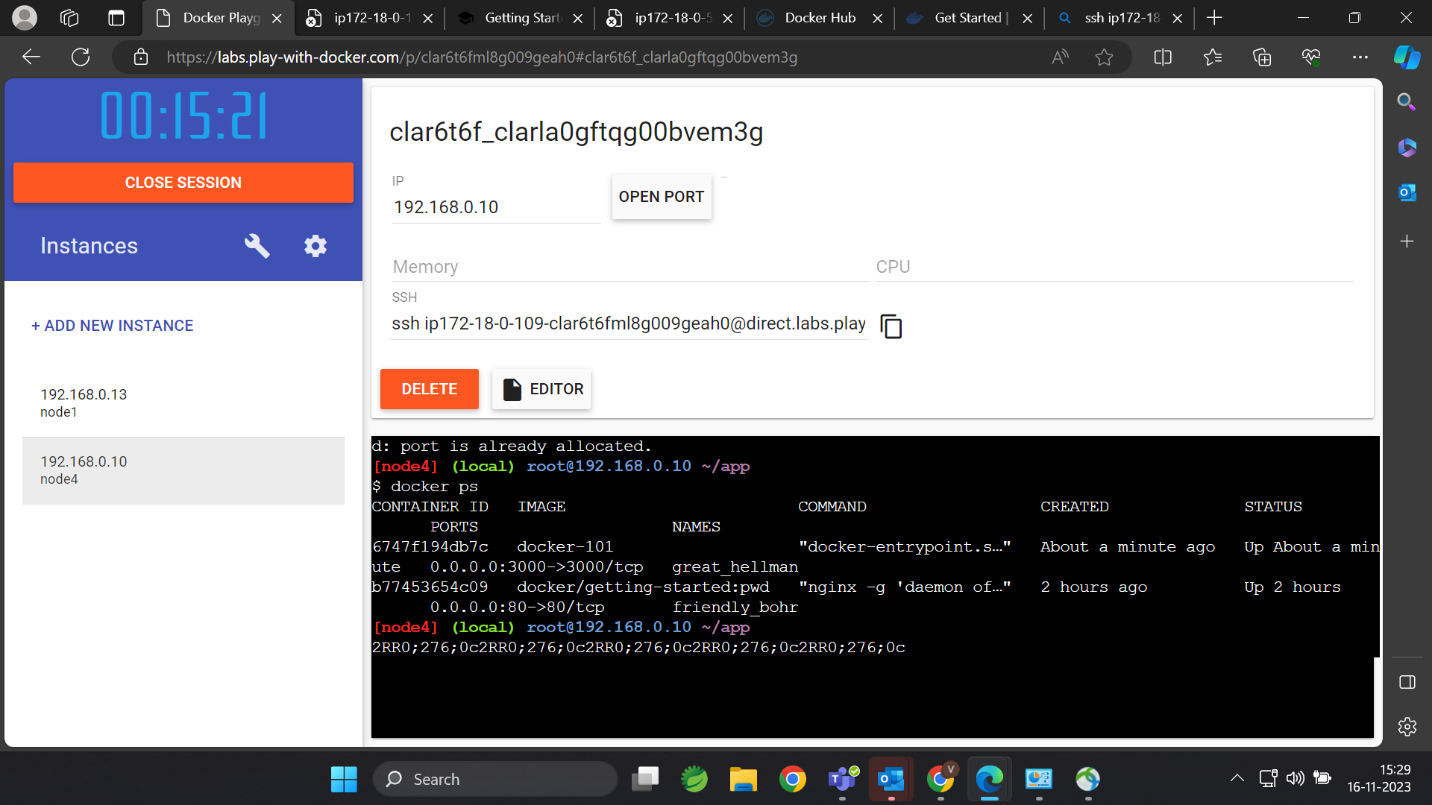 Docker Playg
ip172-18-0-1
Getting Start
ip172-18-0-5
Docker Hub
Get Started |
ssh ip172-18
https://labs.play-with-docker.com/p/clar6t6fml8g009geah0#clar6t6f_clarla0gftqg00bvem3g
00:15:21
CLOSE SESSION
Instances
+ ADD NEW INSTANCE
192.168.0.13
node1
192.168.0.10
node4
clar6t6f_clarla0gftqg00bvem3g
IP
192.168.0.10
OPEN PORT
Memory
CPU
SSH
ssh ip172-18-0-109-clar6t6fml8g009geah0@direct.labs.play
DELETE
EDITOR
d: port is already allocated.
[node4] (local) root@192.168.0.10 ~/app
$ docker ps
CONTAINER ID IMAGE COMMAND CREATED STATUS
PORTS NAMES
6747f194db7c docker-101 "docker-entrypoint.s…" About a minute ago Up About a min
ute 0.0.0.0:3000->3000/tcp great_hellman
b77453654c09 docker/getting-started:pwd "nginx -g 'daemon of…" 2 hours ago Up 2 hours
0.0.0.0:80->80/tcp friendly_bohr
[node4] (local) root@192.168.0.10 ~/app
2RR0;276;0c2RR0;276;0c2RR0;276;0c2RR0;276;0c2RR0;276;0c
Search
15:29
16-11-2023